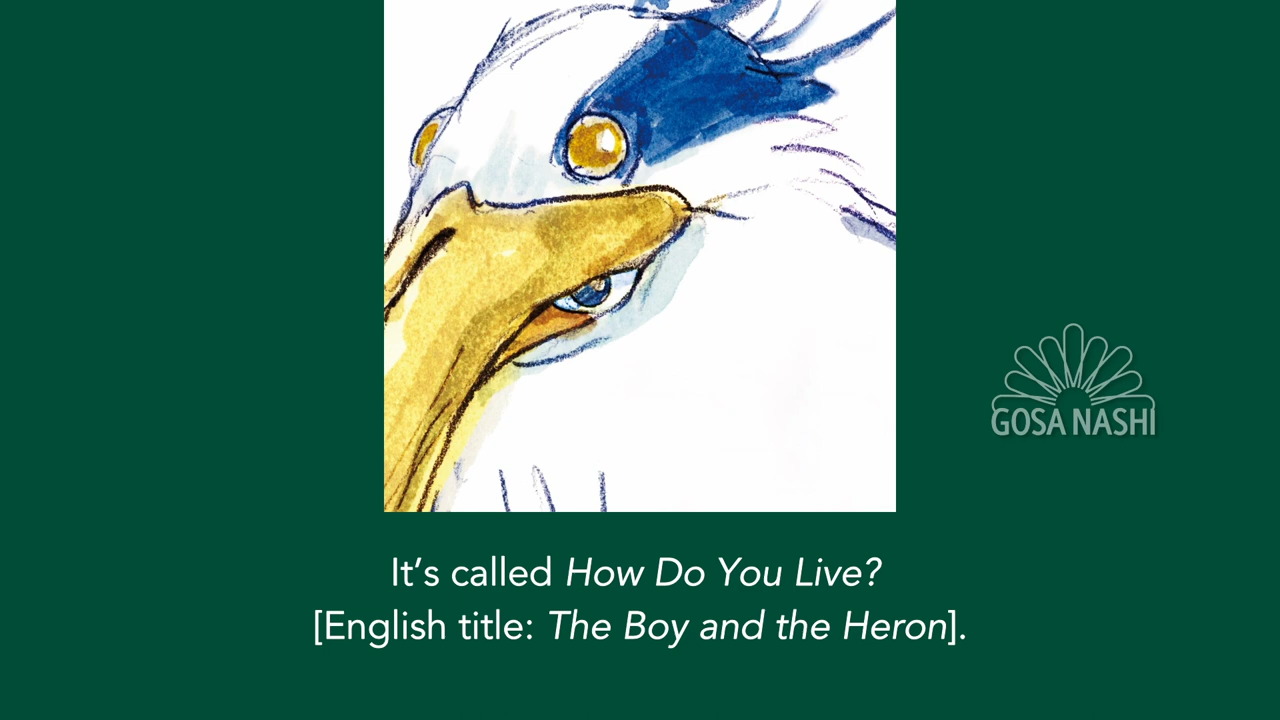 GOSA NASHI
It’s called How Do You Live?
[English title: The Boy and the Heron].